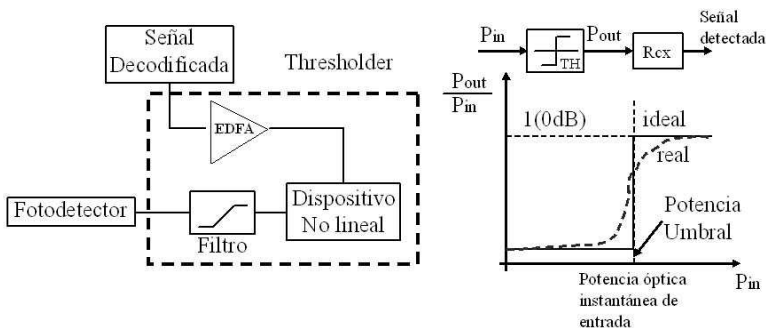 Señal
Decodificada
Thresholder
EDFA
Fotodetector
Filtro
Dispositivo
No lineal
Pin
TH
Pout
Rcx
Señal
detectada
Pout
Pin
1(0dB)
ideal
real
Potencia
Umbral
Potencia óptica
instantánea de
entrada
Pin